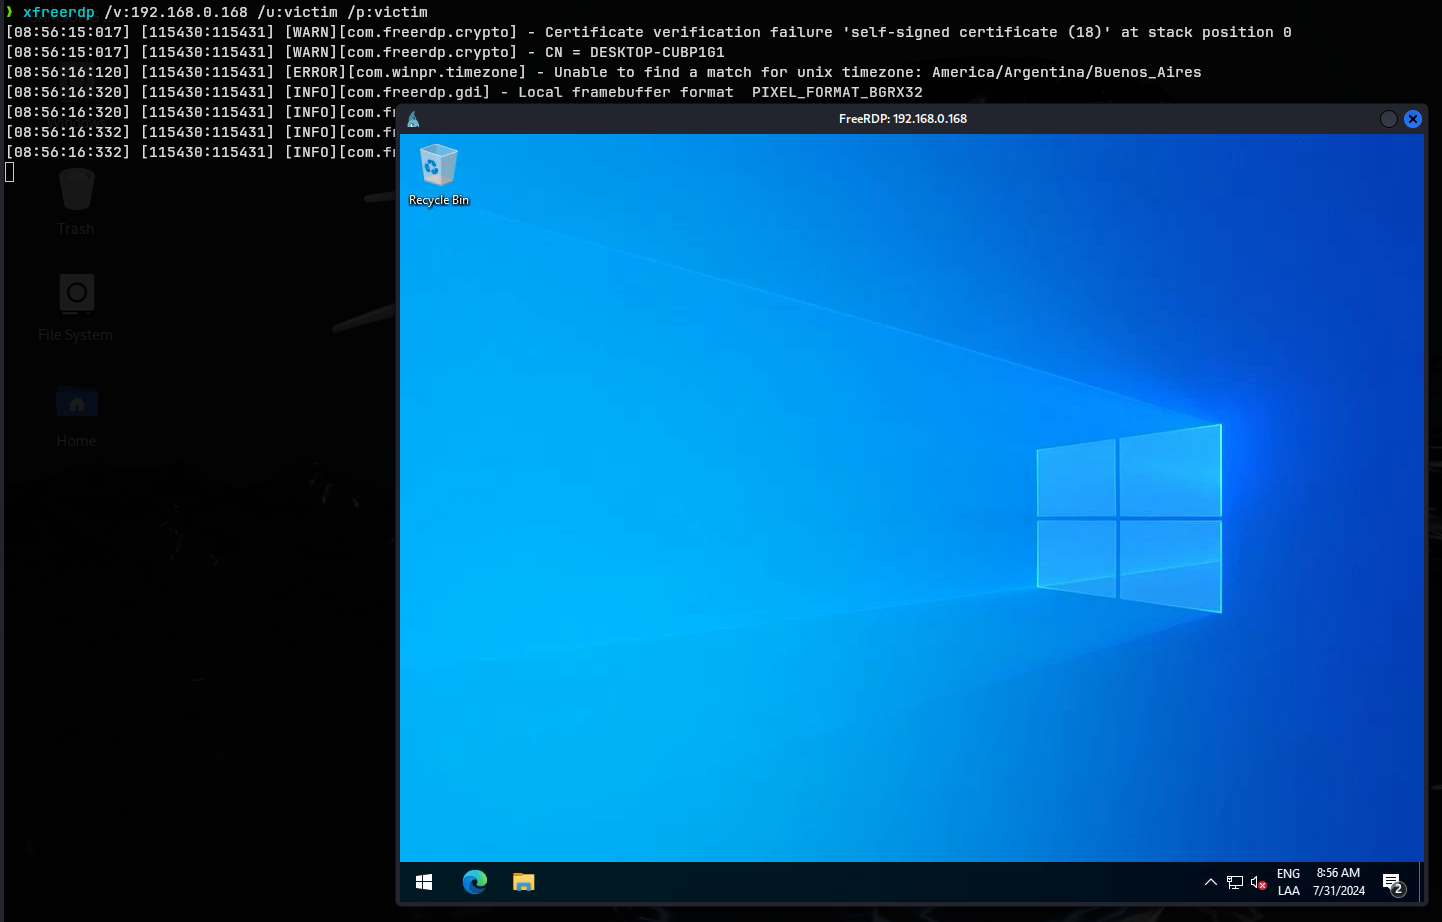 ❯ xfreerdp /v:192.168.0.168 /u:victim /p:victim
[08:56:15:017] [115430:115431] [WARN][com.freerdp.crypto] - Certificate verification failure 'self-signed certificate (18)' at stack position 0
[08:56:15:017] [115430:115431] [WARN][com.freerdp.crypto] - CN = DESKTOP-CUBP1G1
[08:56:16:120] [115430:115431] [ERROR][com.winpr.timezone] - Unable to find a match for unix timezone: America/Argentina/Buenos_Aires
[08:56:16:320] [115430:115431] [INFO][com.freerdp.gdi] - Local framebuffer format  PIXEL_FORMAT_BGRX32
[08:56:16:320] [115430:115431] [INFO][com.f
[08:56:16:332] [115430:115431] [INFO][com.f
[08:56:16:332] [115430:115431] [INFO][com.f
Trash
File System
Home
FreeRDP: 192.168.0.168
Recycle Bin
ENG
LAA
8:56 AM
7/31/2024
2